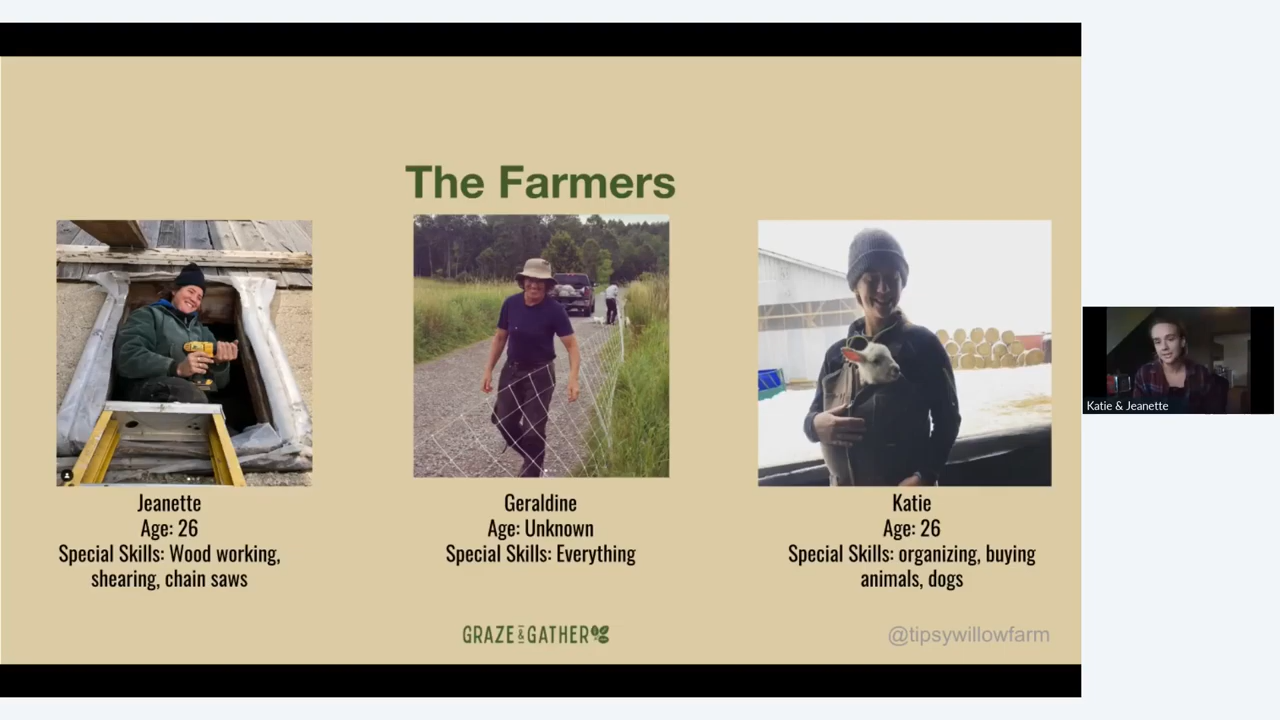 The Farmers
Jeanette
Age: 26
Special Skills: Wood working,
shearing, chain saws
Geraldine
Age: Unknown
Special Skills: Everything
Katie
Age: 26
Special Skills: organizing, buying
animals, dogs
GRAZE & GATHER
@tipsywillowfarm
Katie & Jeanette